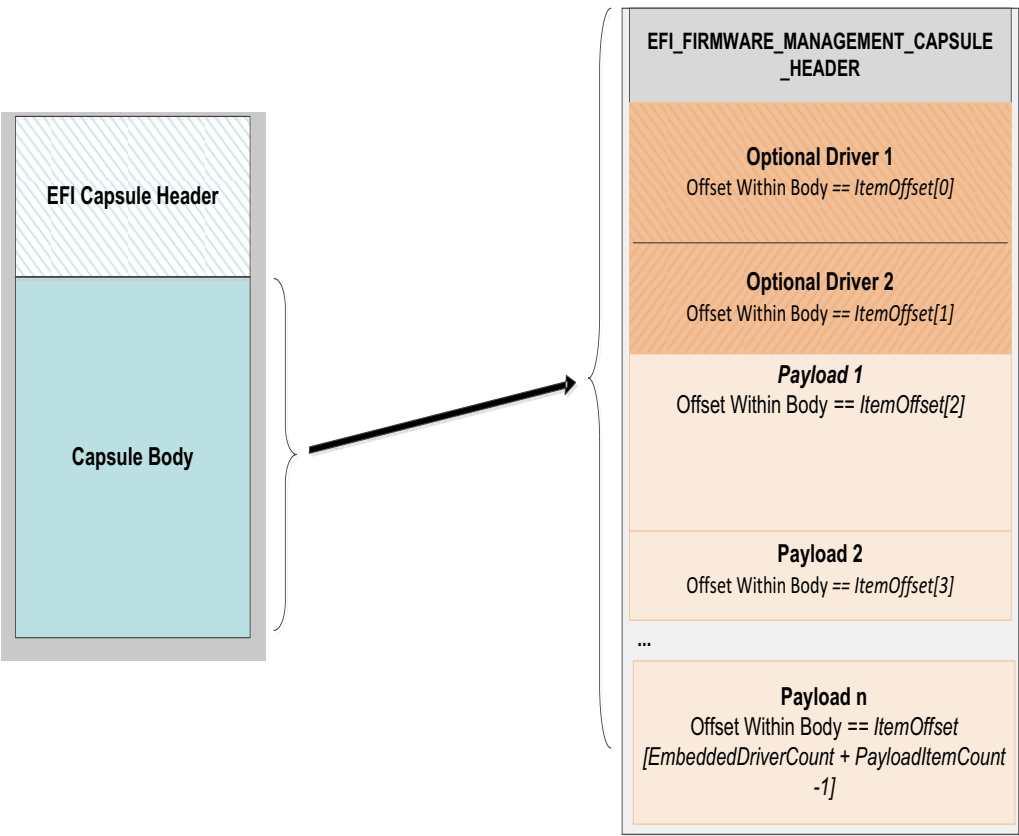 EFI Capsule Header
Capsule Body
EFI_FIRMWARE_MANAGEMENT_CAPSULE
_HEADER
Optional Driver 1
Offset Within Body == ItemOffset[0]
Optional Driver 2
Offset Within Body == ItemOffset[1]
Payload 1
Offset Within Body == ItemOffset[2]
Payload 2
Offset Within Body == ItemOffset[3]
...
Payload n
Offset Within Body == ItemOffset
[EmbeddedDriverCount + PayloadItemCount
-1]